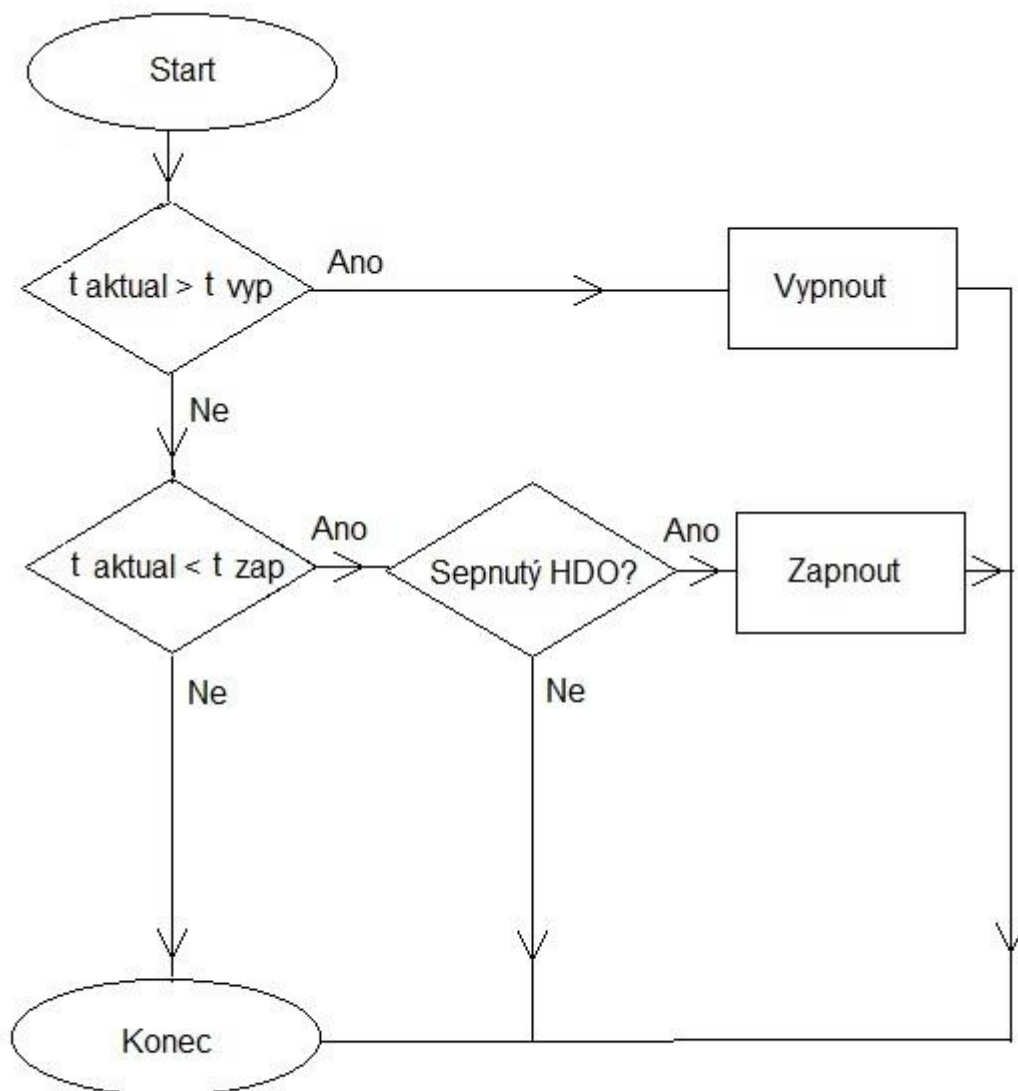 Start
Ano
t aktual > t vyp
Vypnout
Ne
Ano
Ano
t aktual < t zap
Sepnutý HDO?
Zapnout
Ne
Ne
Konec